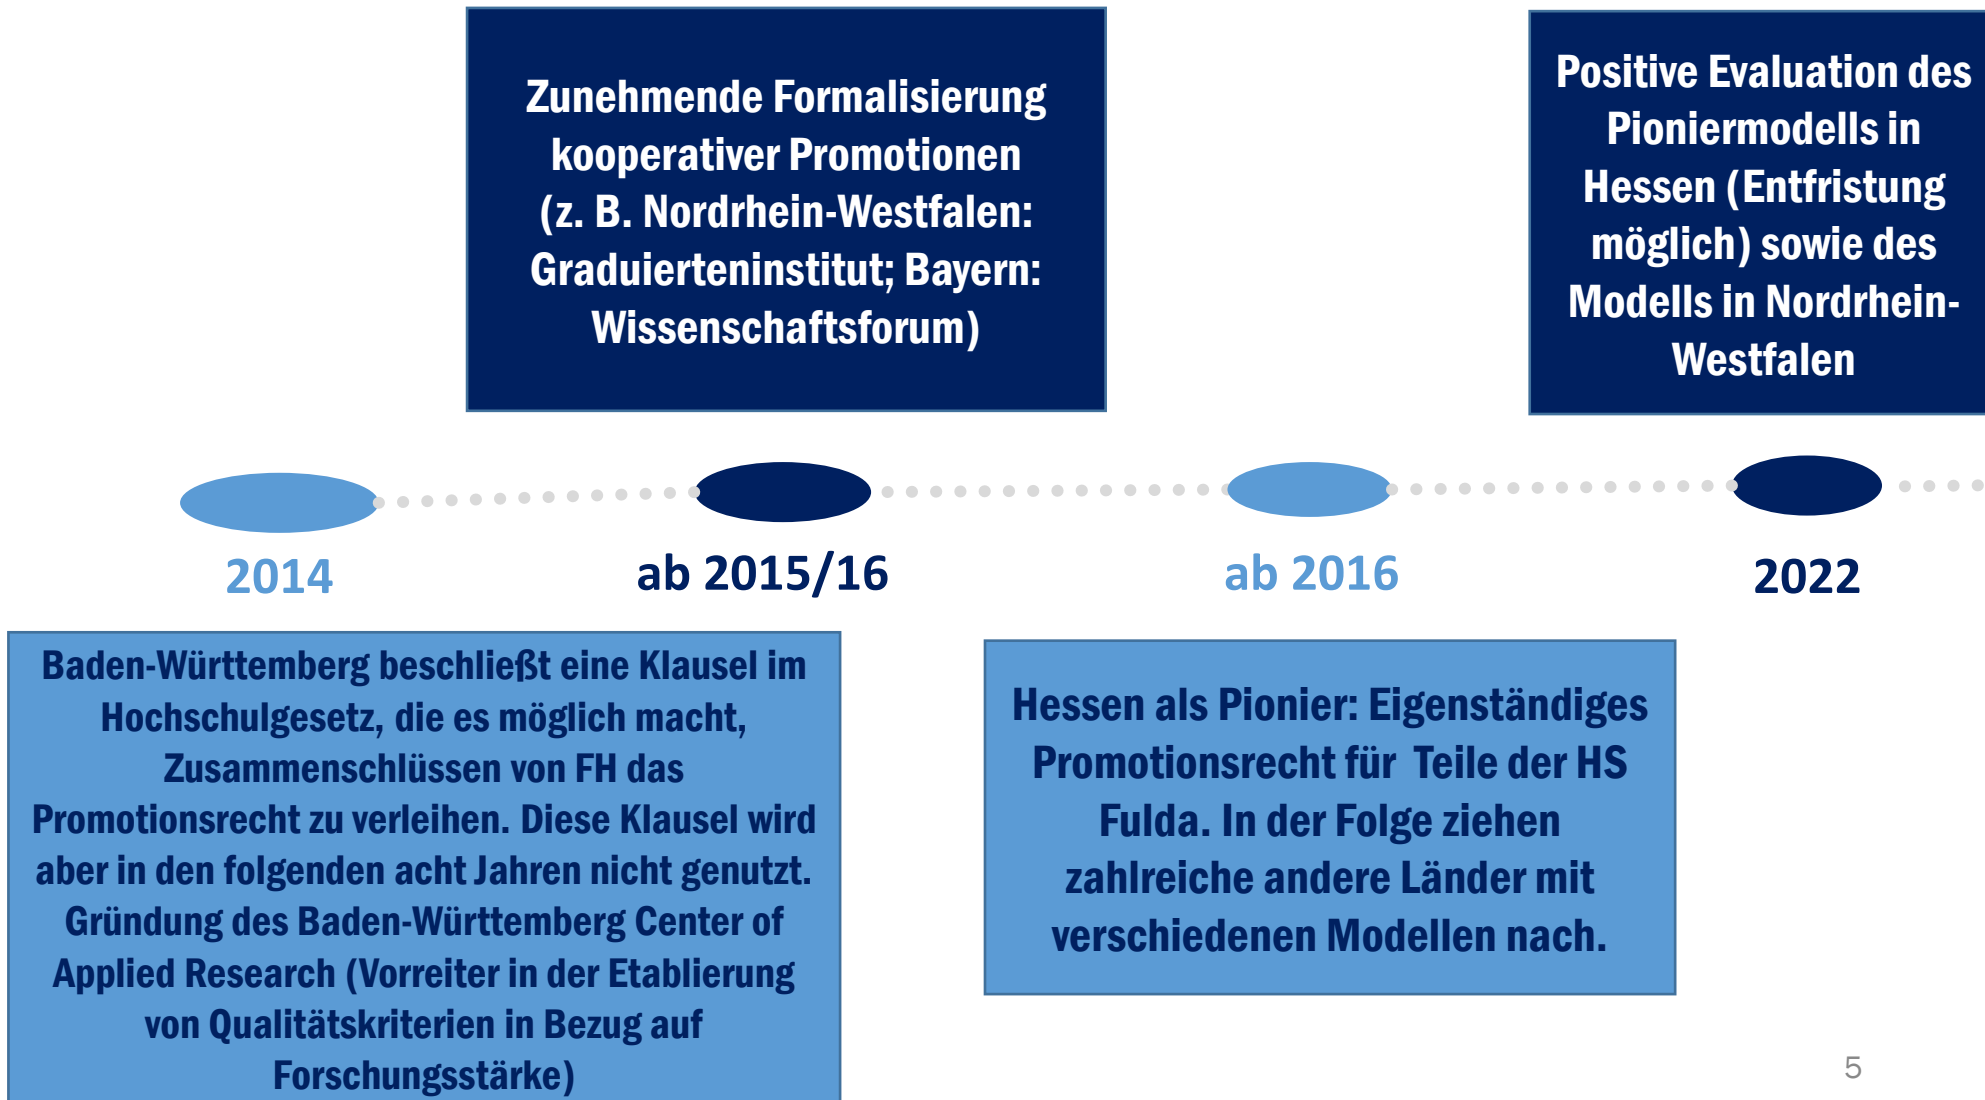 Zunehmende Formalisierung
kooperativer Promotionen
(z. B. Nordrhein-Westfalen:
Graduierteninstitut; Bayern:
Wissenschaftsforum)
Positive Evaluation des
Pioniermodells in
Hessen (Entfristung
möglich) sowie des
Modells in Nordrhein-
Westfalen
2014
ab 2015/16
ab 2016
2022
Baden-Württemberg beschließt eine Klausel im
Hochschulgesetz, die es möglich macht,
Zusammenschlüssen von FH das
Promotionsrecht zu verleihen. Diese Klausel wird
aber in den folgenden acht Jahren nicht genutzt.
Gründung des Baden-Württemberg Center of
Applied Research (Vorreiter in der Etablierung
von Qualitätskriterien in Bezug auf
Forschungsstärke)
Hessen als Pionier: Eigenständiges
Promotionsrecht für Teile der HS
Fulda. In der Folge ziehen
zahlreiche andere Länder mit
verschiedenen Modellen nach.
5